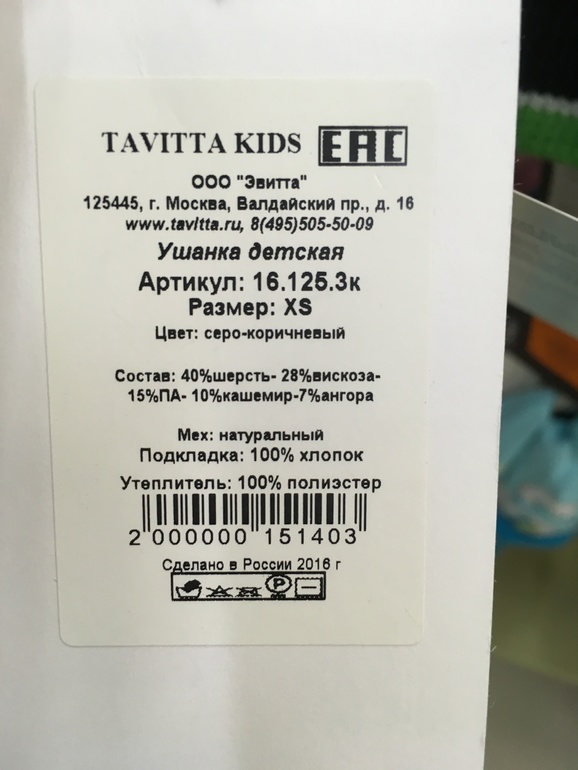 TAVITTA KIDS EAC
ООО "Эвитта"
125445, г. Москва, Валдайский пр., д. 16
www.tavitta.ru, 8(495)505-50-09
Ушанка детская
Артикул: 16.125.3к
Размер: XS
Цвет: серо-коричневый
Состав: 40%шерсть- 28%вискоза-
15%ПА- 10%кашемир-7%ангора
Мех: натуральный
Подкладка: 100% хлопок
Утеплитель: 100% полиэстер
2 000000 151403
Сделано в России 2016 г
P